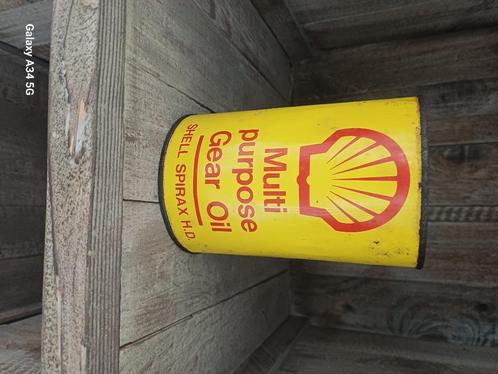 Multi
purpose
Gear Oil
SHELL SPIRAX H.D.
Galaxy A34 5G